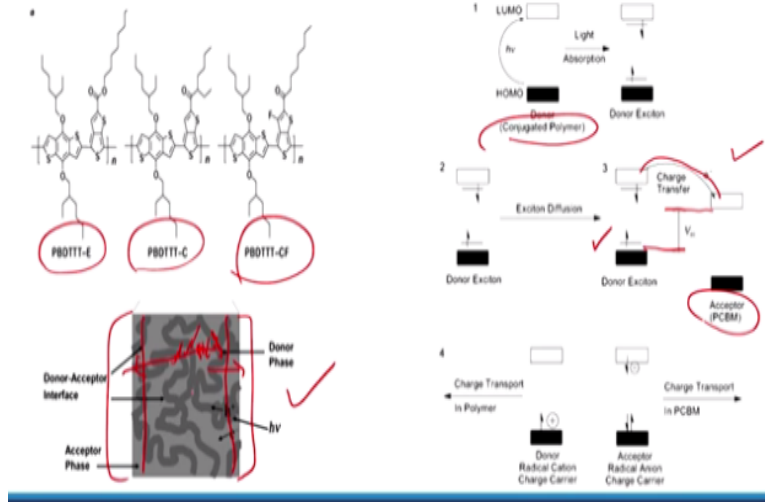 a
O
O
O
O
O
O
F
O
O
O
S
S
S
S
S
S
S
S
S
S
S
S
n
n
n
O
O
O
PBDTTT-E
PBDTTT-C
PBDTTT-CF
Donor-Acceptor
Interface
Donor
Phase
hν
Acceptor
Phase
1
LUMO
hν
HOMO
Light
Absorption
Donor
(Conjugated Polymer)
Donor Exciton
2
Exciton Diffusion
Donor Exciton
3
Charge
Transfer
Donor Exciton
Acceptor
(PCBM)
4
Charge Transport
In Polymer
Donor
Radical Cation
Charge Carrier
Acceptor
Radical Anion
Charge Carrier
Charge Transport
In PCBM